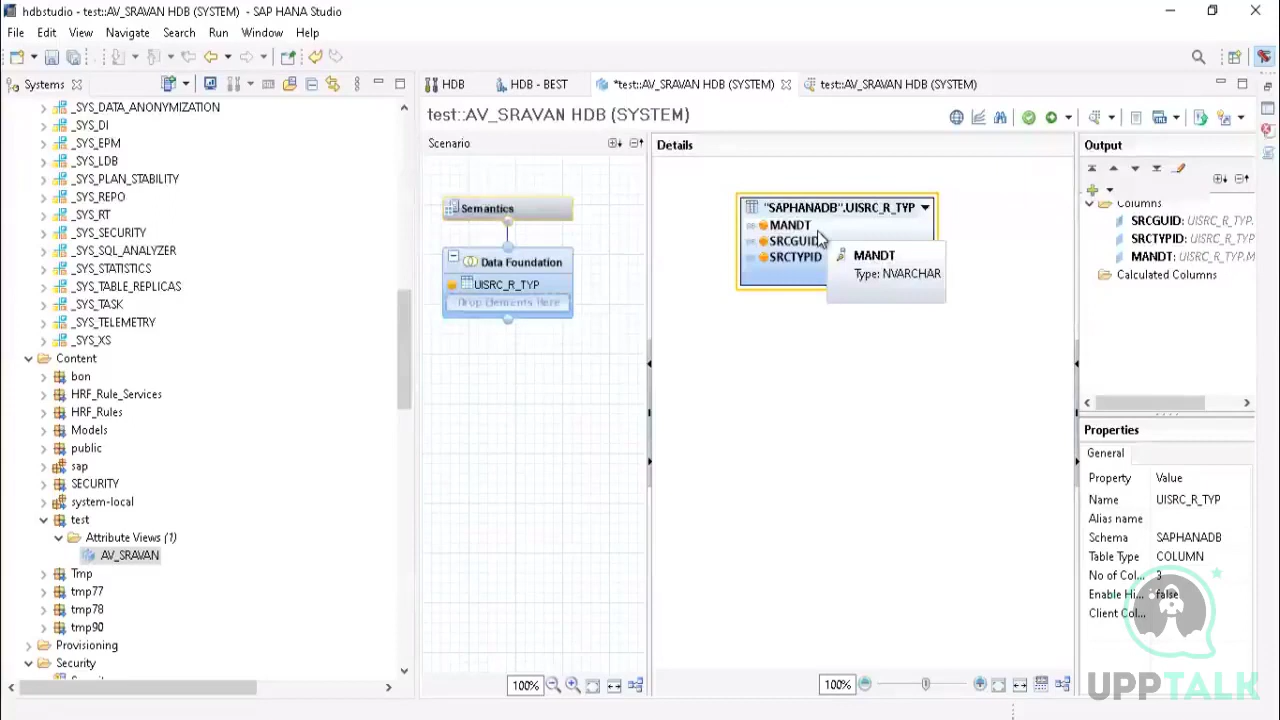 hdbstudio - test::AV_SRAVAN HDB (SYSTEM) - SAP HANA Studio
File Edit View Navigate Search Run Window Help
Systems
HDB
HDB - BEST
*test::AV_SRAVAN HDB (SYSTEM)
test::AV_SRAVAN HDB (SYSTEM)
_SYS_DATA_ANONYMIZATION
_SYS_DI
_SYS_EPM
_SYS_LDB
_SYS_PLAN_STABILITY
_SYS_REPO
_SYS_RT
_SYS_SECURITY
_SYS_SQL_ANALYZER
_SYS_STATISTICS
_SYS_TABLE_REPLICAS
_SYS_TASK
_SYS_TELEMETRY
_SYS_XS
Content
bon
HRF_Rule_Services
HRF_Rules
Models
public
sap
SECURITY
system-local
test
Attribute Views (1)
AV_SRAVAN
Tmp
tmp77
tmp78
tmp90
Provisioning
Security
test::AV_SRAVAN HDB (SYSTEM)
Scenario
Semantics
Data Foundation
UISRC_R_TYP
Drop Elements Here
100%
Details
"SAPHANADB".UISRC_R_TYP
MANDT
SRCGUID
SRCTYPID
MANDT
Type: NVARCHAR
100%
Output
Columns
SRCGUID: UISRC_R_TYP.
SRCTYPID: UISRC_R_TYP.
MANDT: UISRC_R_TYP.M
Calculated Columns
Properties
General
Property Value
Name UISRC_R_TYP
Alias name
Schema SAPHANADB
Table Type COLUMN
No of Col... 3
Enable Hi... false
Client Col...
UPPTALK